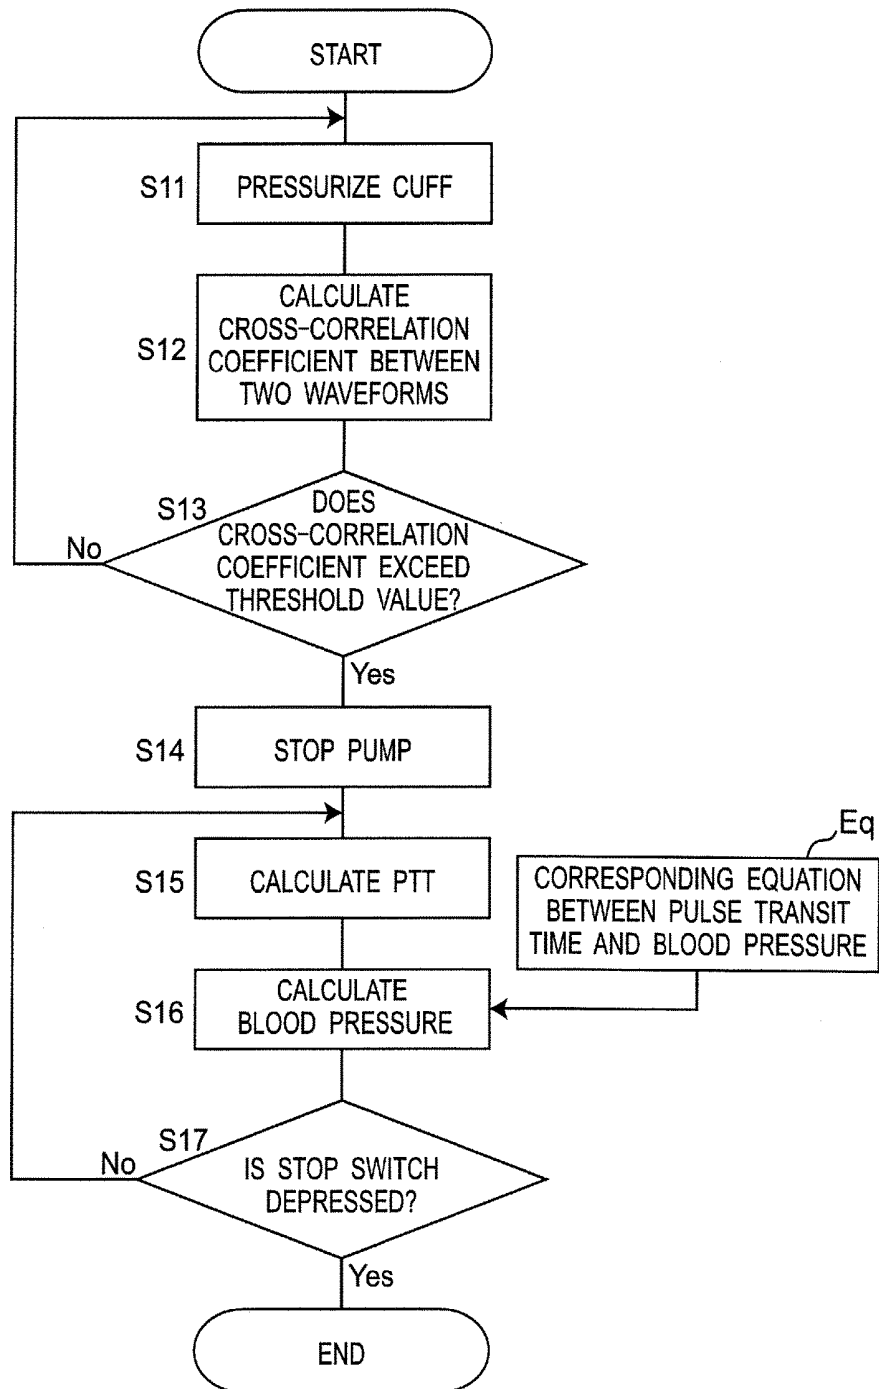 START
S11
PRESSURIZE CUFF
S12
CALCULATE
CROSS-CORRELATION
COEFFICIENT BETWEEN
TWO WAVEFORMS
S13
DOES
CROSS-CORRELATION
COEFFICIENT EXCEED
THRESHOLD VALUE?
No
Yes
S14
STOP PUMP
S15
CALCULATE PTT
Eq
CORRESPONDING EQUATION
BETWEEN PULSE TRANSIT
TIME AND BLOOD PRESSURE
S16
CALCULATE
BLOOD PRESSURE
S17
IS STOP SWITCH
DEPRESSED?
No
Yes
END